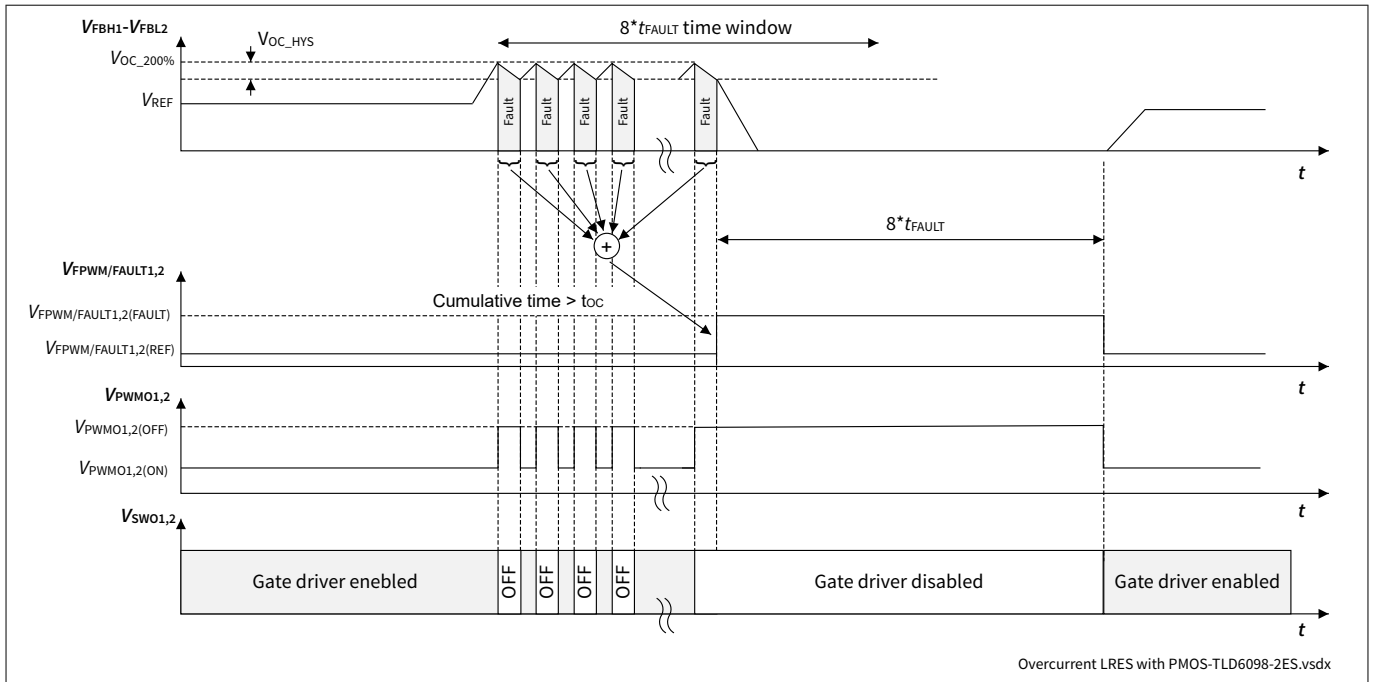 VFBH1-VFBL2
VOC_HYS
8*tFAULT time window
VOC_200%
VREF
Fault
Fault
Fault
Fault
Fault
t
+
8*tFAULT
VFPWM/FAULT1,2
Cumulative time > tOC
VFPWM/FAULT1,2(FAULT)
VFPWM/FAULT1,2(REF)
t
VPWMO1,2
VPWMO1,2(OFF)
VPWMO1,2(ON)
t
VSWO1,2
Gate driver enebled
OFF
OFF
OFF
OFF
Gate driver disabled
Gate driver enabled
t
Overcurrent LRES with PMOS-TLD6098-2ES.vsdx